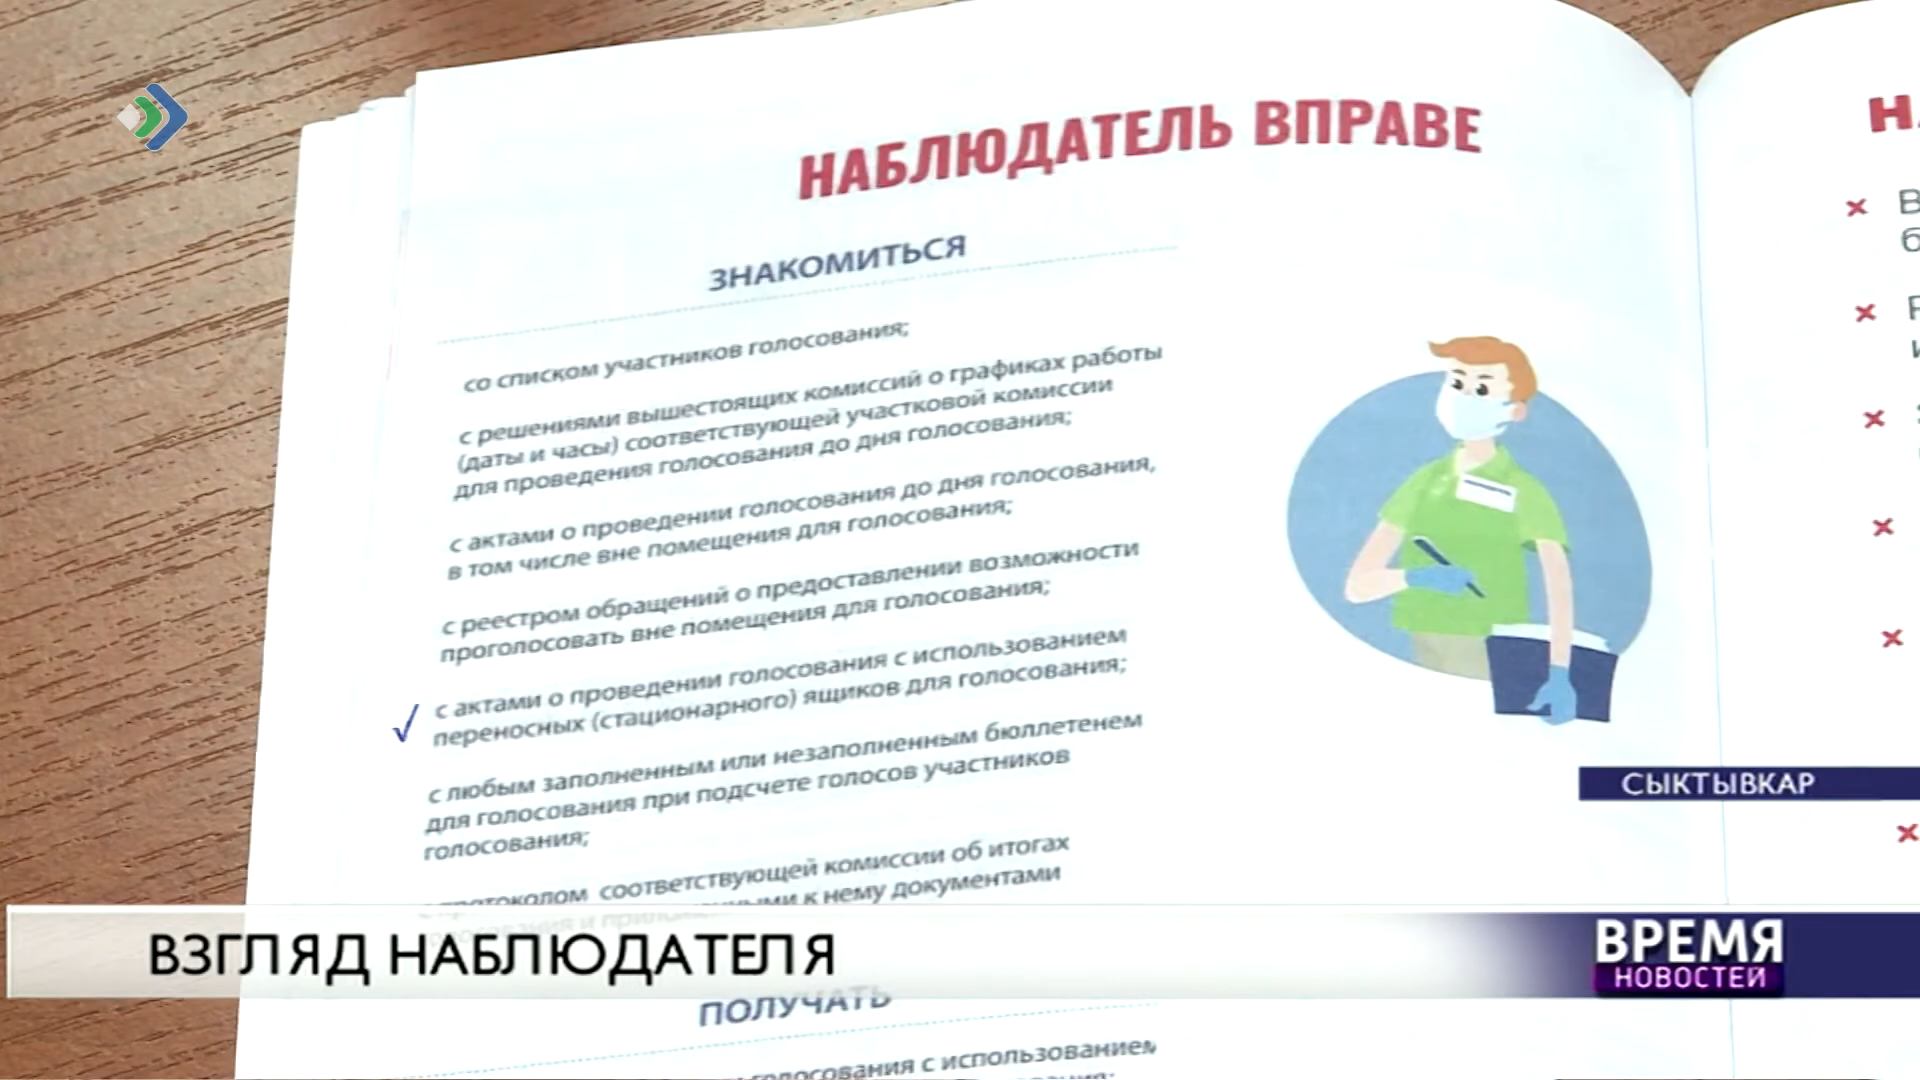 НАБЛЮДАТЕЛЬ ВПРАВЕ
ЗНАКОМИТЬСЯ
со списком участников голосования;
с решениями вышестоящих комиссий о графиках работы
(даты и часы) соответствующей участковой комиссии
для проведения голосования до дня голосования;
с актами о проведении голосования до дня голосования,
в том числе вне помещения для голосования;
с реестром обращений о предоставлении возможности
проголосовать вне помещения для голосования;
√ с актами о проведении голосования с использованием
переносных (стационарного) ящиков для голосования;
с любым заполненным или незаполненным бюллетенем
для голосования при подсчете голосов участников
голосования;
с протоколом соответствующей комиссии об итогах
к нему документами
ПОЛУЧАТЬ
голосования с использованием
СЫКТЫВКАР
ВЗГЛЯД НАБЛЮДАТЕЛЯ
ВРЕМЯ
НОВОСТЕЙ